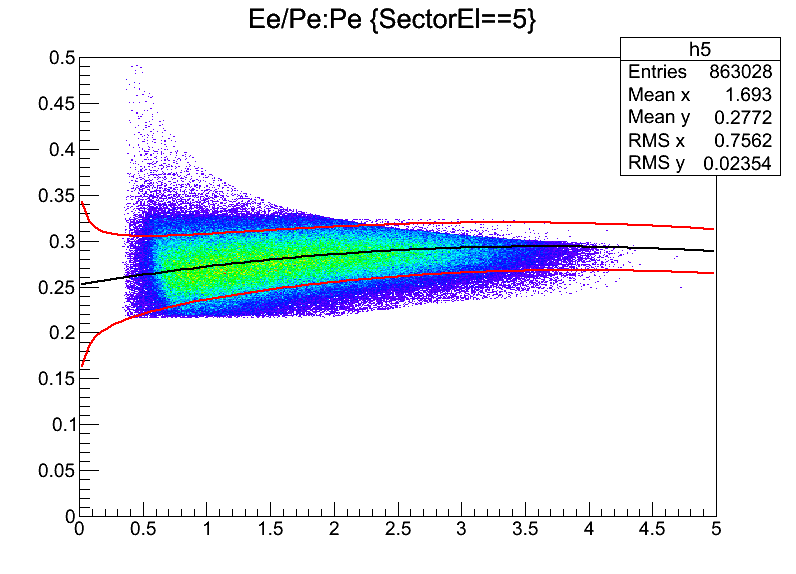 Ee/Pe:Pe {SectorEl==5}
h5
Entries 863028
Mean x 1.693
Mean y 0.2772
RMS x 0.7562
RMS y 0.02354
0.5
0.45
0.4
0.35
0.3
0.25
0.2
0.15
0.1
0.05
0
0 0.5 1 1.5 2 2.5 3 3.5 4 4.5 5